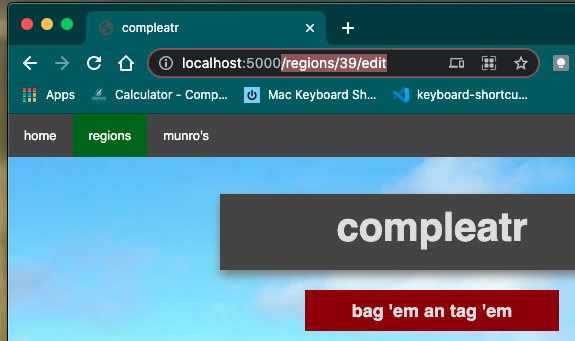 compleatr
localhost:5000/regions/39/edit
Apps Calculator - Comp... Mac Keyboard Sh... keyboard-shortcu...
home regions munro's
compleatr
bag 'em an tag 'em